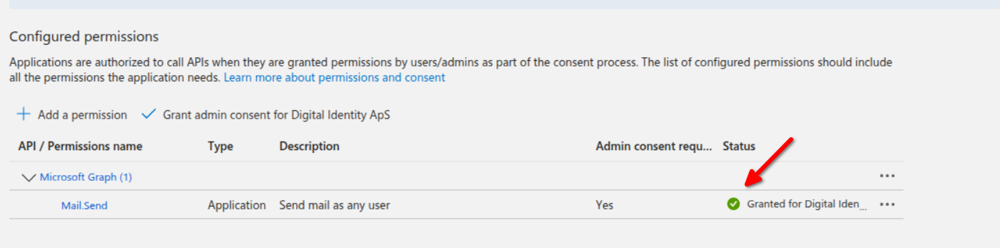 Configured permissions
Applications are authorized to call APIs when they are granted permissions by users/admins as part of the consent process. The list of configured permissions should include
all the permissions the application needs. Learn more about permissions and consent
Add a permission Grant admin consent for Digital Identity ApS
API / Permissions name Type Description Admin consent requ... Status
Microsoft Graph (1)
Mail.Send Application Send mail as any user Yes Granted for Digital Iden...